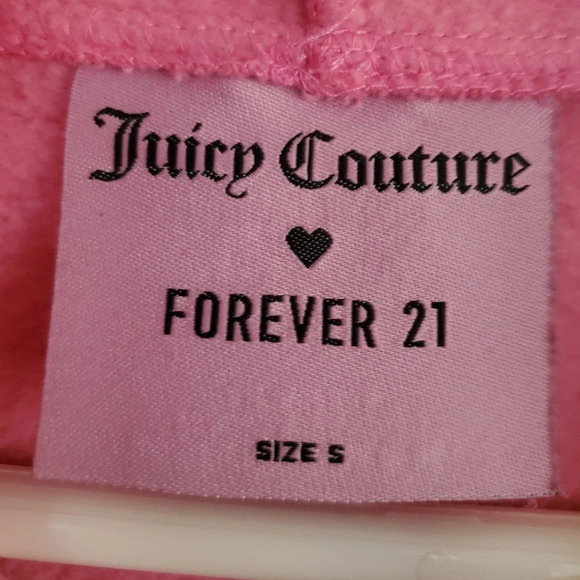 Juicy Couture
♥
FOREVER 21
SIZE S